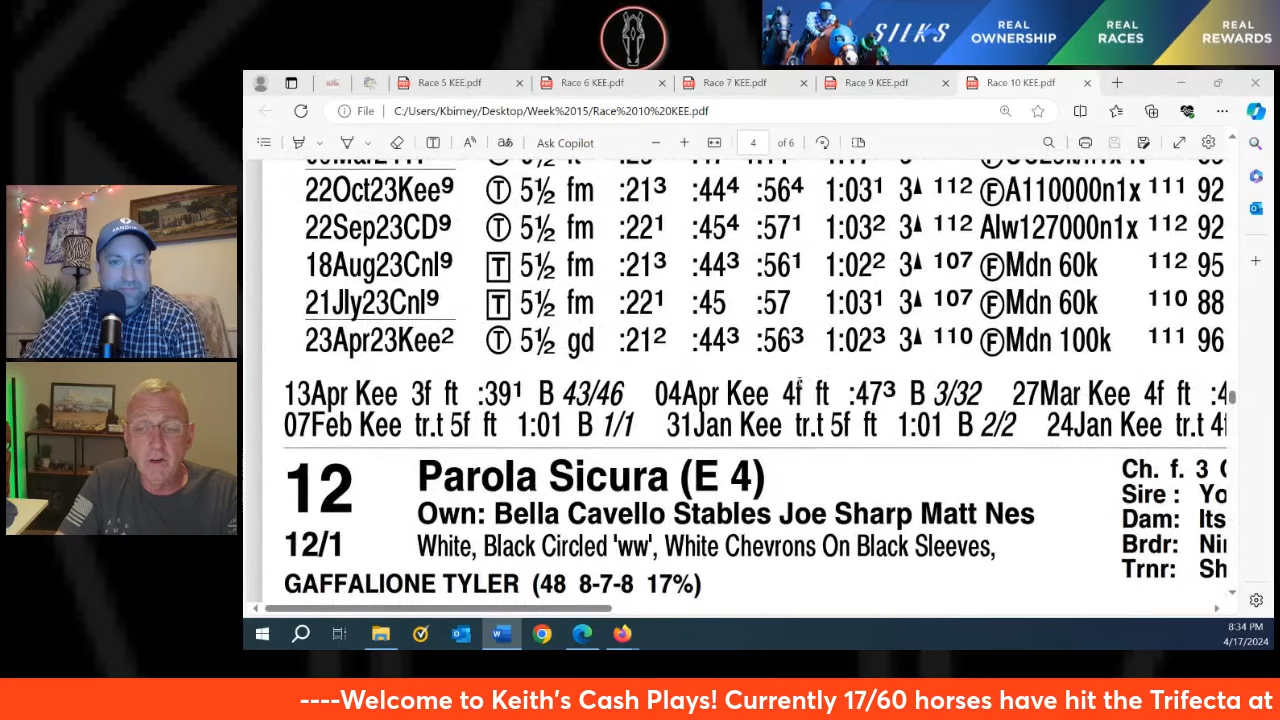 SILKS
REAL OWNERSHIP
REAL RACES
REAL REWARDS
Race 5 KEE.pdf
Race 6 KEE.pdf
Race 7 KEE.pdf
Race 9 KEE.pdf
Race 10 KEE.pdf
File
C:/Users/Kbirney/Desktop/Week%2015/Race%2010%20KEE.pdf
Ask Copilot
4 of 6
22Oct23Kee9 Ⓣ 5½ fm :213 :444 :564 1:031 3▲ 112 ⒻA110000n1x 111 92
22Sep23CD9 Ⓣ 5½ fm :221 :454 :571 1:032 3▲ 112 Alw127000n1x 112 92
18Aug23Cnl9 T 5½ fm :213 :443 :561 1:022 3▲ 107 ⒻMdn 60k 112 95
21Jly23Cnl9 T 5½ fm :221 :45 :57 1:031 3▲ 107 ⒻMdn 60k 110 88
23Apr23Kee2 Ⓣ 5½ gd :212 :443 :563 1:023 3▲ 110 ⒻMdn 100k 111 96
13Apr Kee 3f ft :391 B 43/46 04Apr Kee 4f ft :473 B 3/32 27Mar Kee 4f ft :4
07Feb Kee tr.t 5f ft 1:01 B 1/1 31Jan Kee tr.t 5f ft 1:01 B 2/2 24Jan Kee tr.t 4f
12 Parola Sicura (E 4) Ch. f. 3
Own: Bella Cavello Stables Joe Sharp Matt Nes
Sire : Yo
Dam: Its
12/1 White, Black Circled 'ww', White Chevrons On Black Sleeves,
Brdr: Ni
Trnr: Sh
GAFFALIONE TYLER (48 8-7-8 17%)
8:34 PM
4/17/2024
----Welcome to Keith's Cash Plays! Currently 17/60 horses have hit the Trifecta at